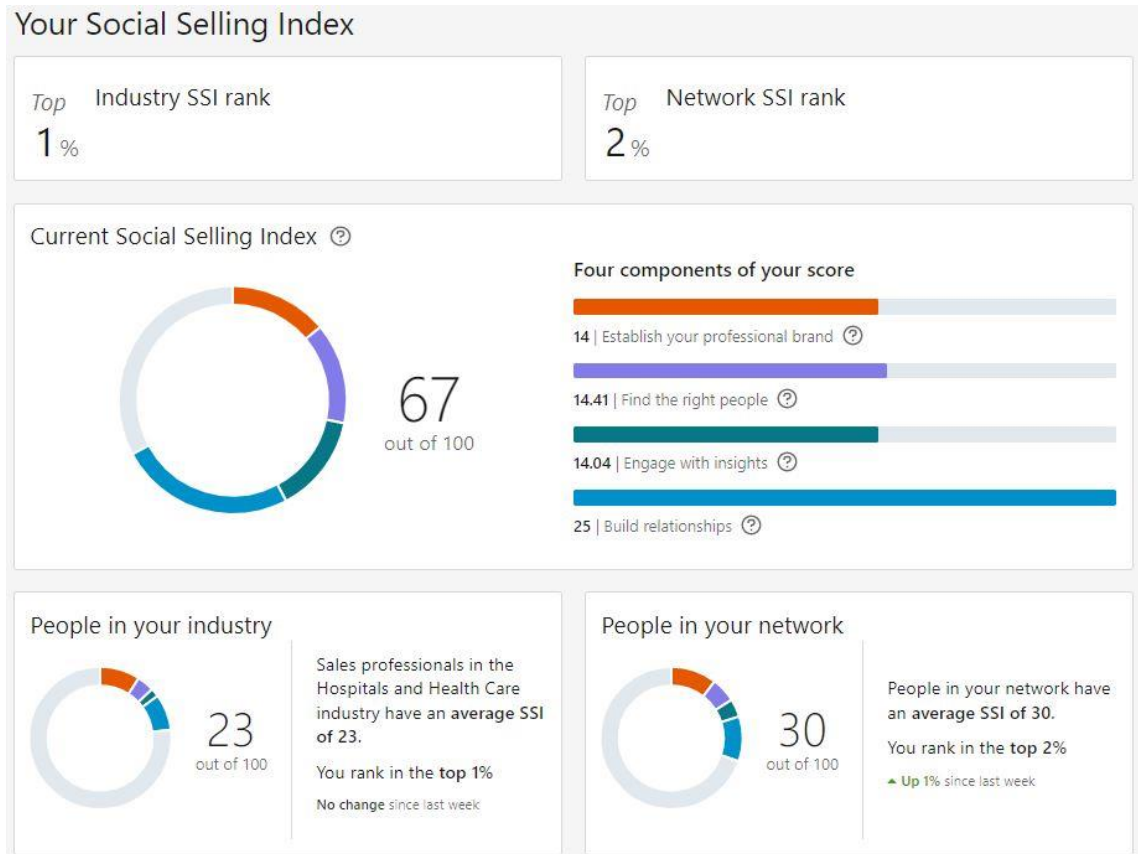 Your Social Selling Index
Top Industry SSI rank
1 %
Top Network SSI rank
2 %
Current Social Selling Index ?
67
out of 100
Four components of your score
14 | Establish your professional brand ?
14.41 | Find the right people ?
14.04 | Engage with insights ?
25 | Build relationships ?
People in your industry
23
out of 100
Sales professionals in the
Hospitals and Health Care
industry have an average SSI
of 23.
You rank in the top 1%
No change since last week
People in your network
30
out of 100
People in your network have
an average SSI of 30.
You rank in the top 2%
Up 1% since last week